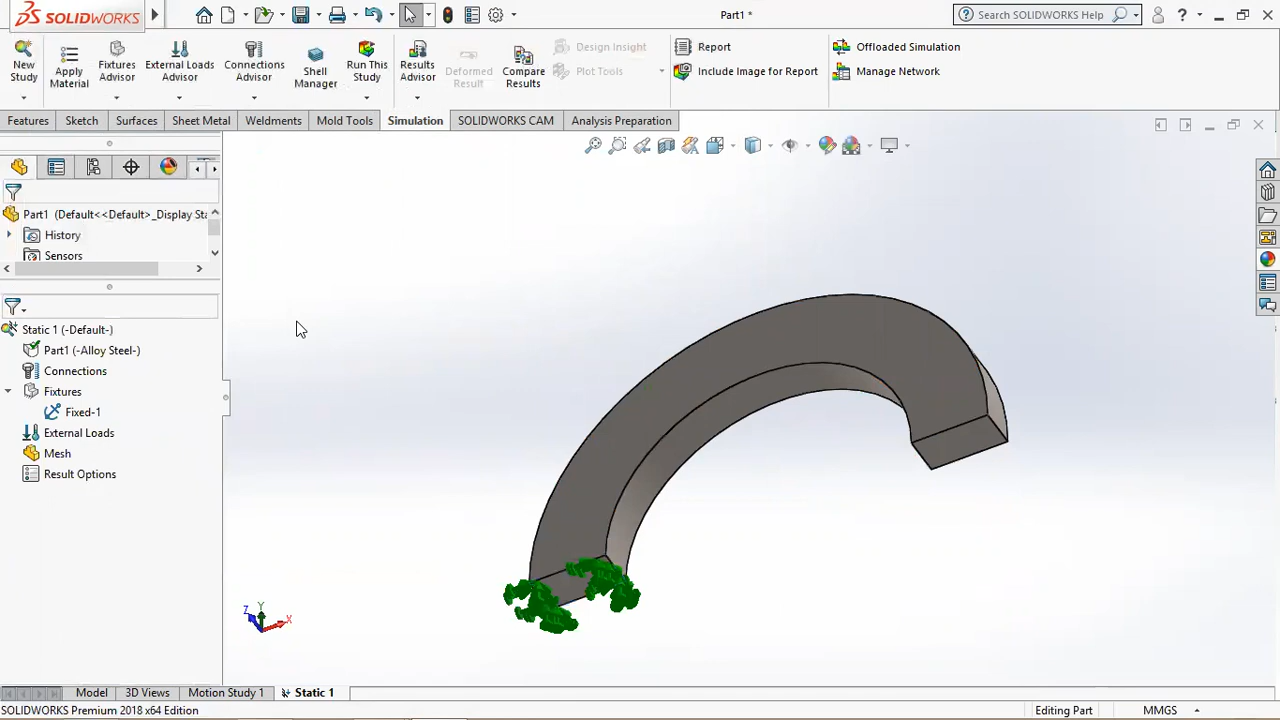 SOLIDWORKS
Part1 *
Search SOLIDWORKS Help
New Study
Apply Material
Fixtures Advisor
External Loads Advisor
Connections Advisor
Shell Manager
Run This Study
Results Advisor
Deformed Result
Compare Results
Design Insight
Plot Tools
Report
Include Image for Report
Offloaded Simulation
Manage Network
Features
Sketch
Surfaces
Sheet Metal
Weldments
Mold Tools
Simulation
SOLIDWORKS CAM
Analysis Preparation
Part1 (Default<<Default>_Display Sta
History
Sensors
Static 1 (-Default-)
Part1 (-Alloy Steel-)
Connections
Fixtures
Fixed-1
External Loads
Mesh
Result Options
Z
Y
X
Model
3D Views
Motion Study 1
Static 1
SOLIDWORKS Premium 2018 x64 Edition
Editing Part
MMGS